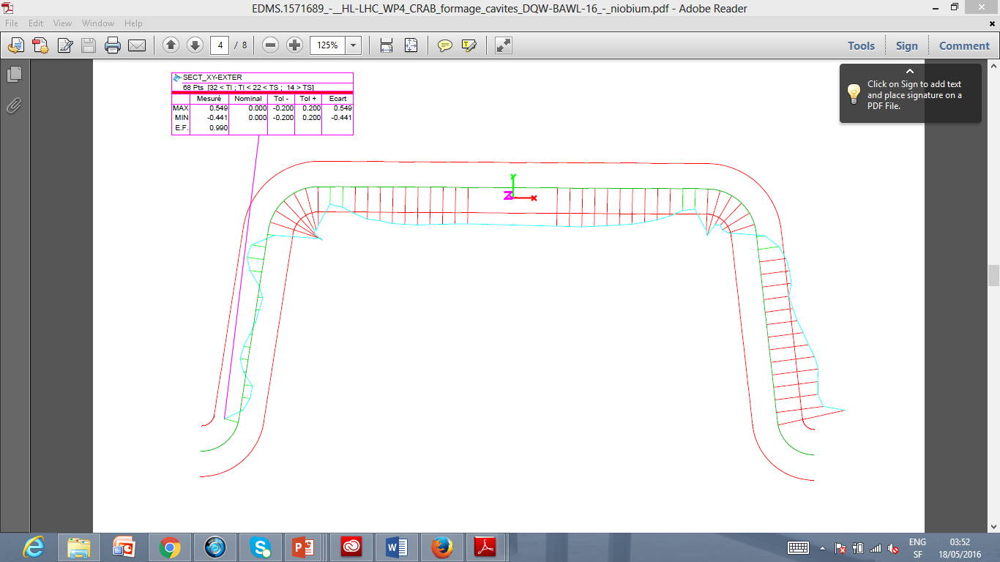 EDMS.1571689_-__HL-LHC_WP4_CRAB_formage_cavites_DQW-BAWL-16_-_niobium.pdf - Adobe Reader
File Edit View Window Help
4 / 8 125% Tools Sign Comment
Click on Sign to add text
and place signature on a
PDF File.
SECT_XY-EXTER
68 Pts [32 < TI ; TI < 22 < TS ; 14 > TS]
Mesuré Nominal Tol - Tol + Ecart
MAX 0.549 0.000 -0.200 0.200 0.549
MIN -0.441 0.000 -0.200 0.200 -0.441
E.F. 0.990
Y
Z X
ENG 03:52
SF 18/05/2016